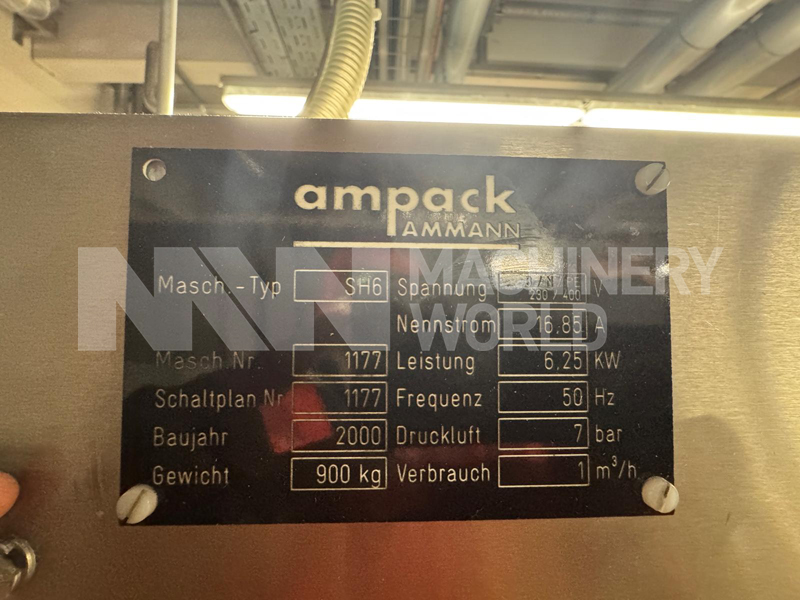 ampack
AMMANN
Masch.-Typ SH6 Spannung 230 / 400 V
Nennstrom 16.85 A
Masch.Nr. 1177 Leistung 6,25 KW
Schaltplan Nr 1177 Frequenz 50 Hz
Baujahr 2000 Druckluft 7 bar
Gewicht 900 kg Verbrauch 1 m³/h
MW MACHINERY WORLD